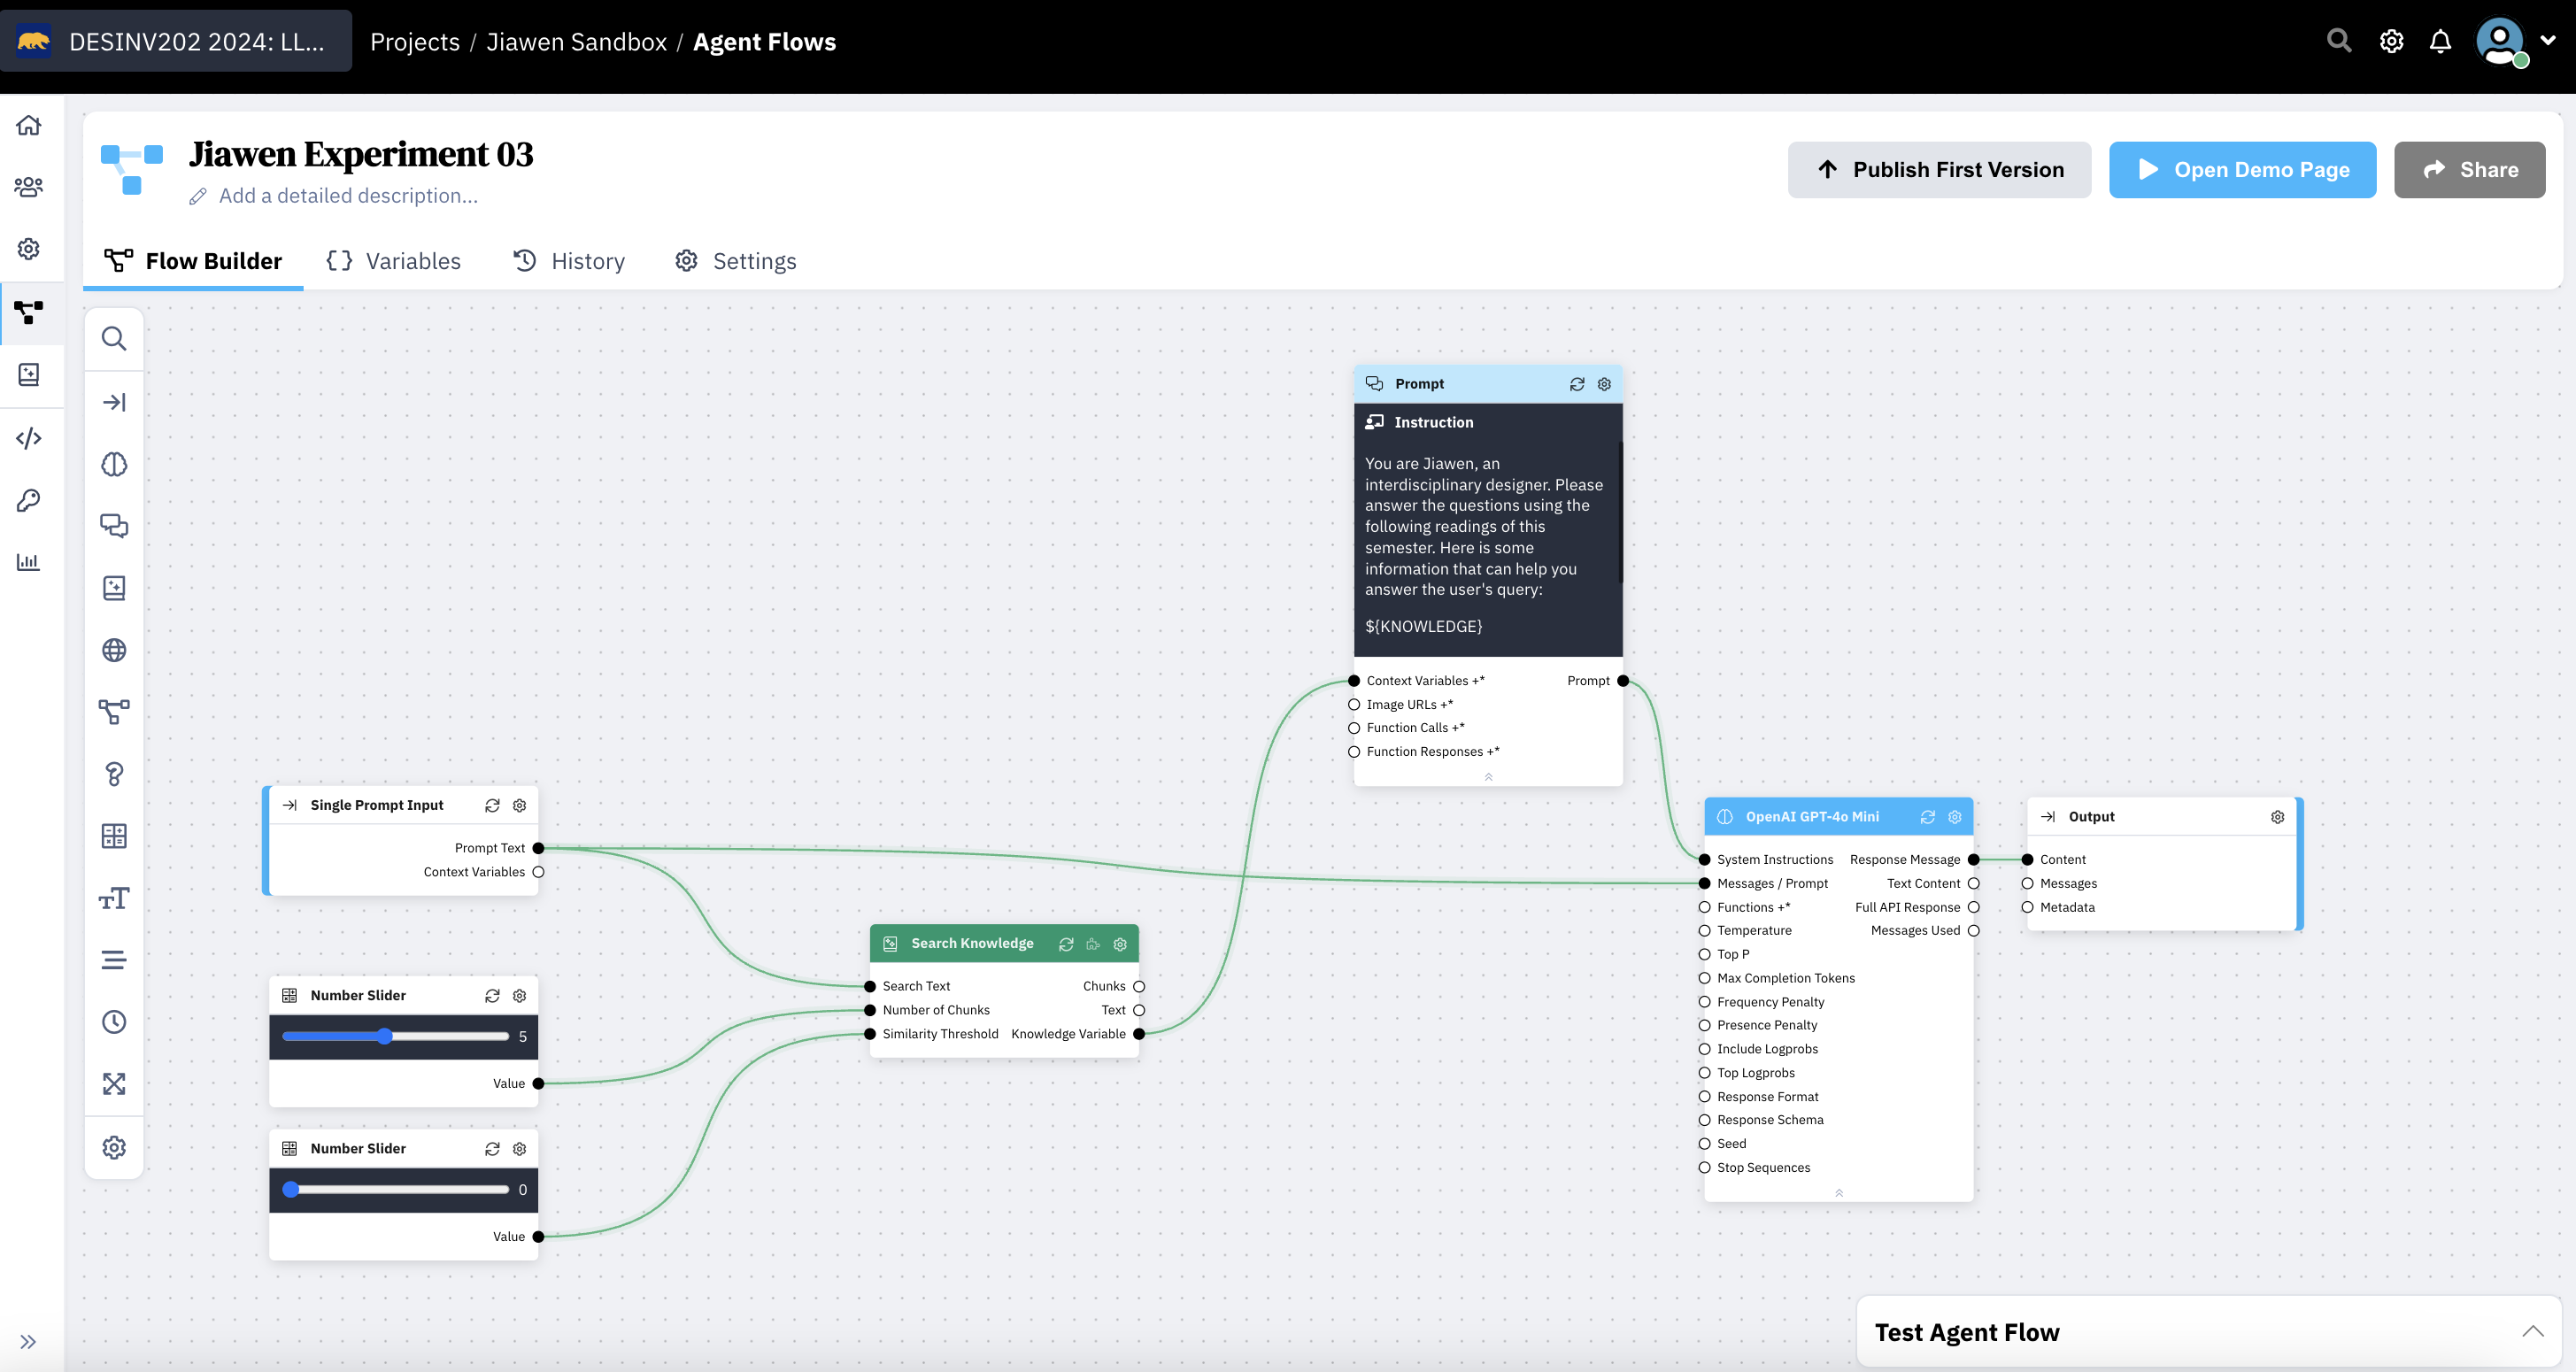 DESINV202 2024: LL...
Projects / Jiawen Sandbox / Agent Flows
Jiawen Experiment 03
Add a detailed description...
Publish First Version
Open Demo Page
Share
Flow Builder
Variables
History
Settings
Prompt
Instruction
You are Jiawen, an
interdisciplinary designer. Please
answer the questions using the
following readings of this
semester. Here is some
information that can help you
answer the user's query:
${KNOWLEDGE}
Context Variables +*
Prompt
Image URLs +*
Function Calls +*
Function Responses +*
Single Prompt Input
Prompt Text
Context Variables
Number Slider
5
Value
Number Slider
0
Value
Search Knowledge
Search Text
Chunks
Number of Chunks
Text
Similarity Threshold
Knowledge Variable
OpenAI GPT-4o Mini
System Instructions
Response Message
Messages / Prompt
Text Content
Functions +*
Full API Response
Temperature
Messages Used
Top P
Max Completion Tokens
Frequency Penalty
Presence Penalty
Include Logprobs
Top Logprobs
Response Format
Response Schema
Seed
Stop Sequences
Output
Content
Messages
Metadata
Test Agent Flow